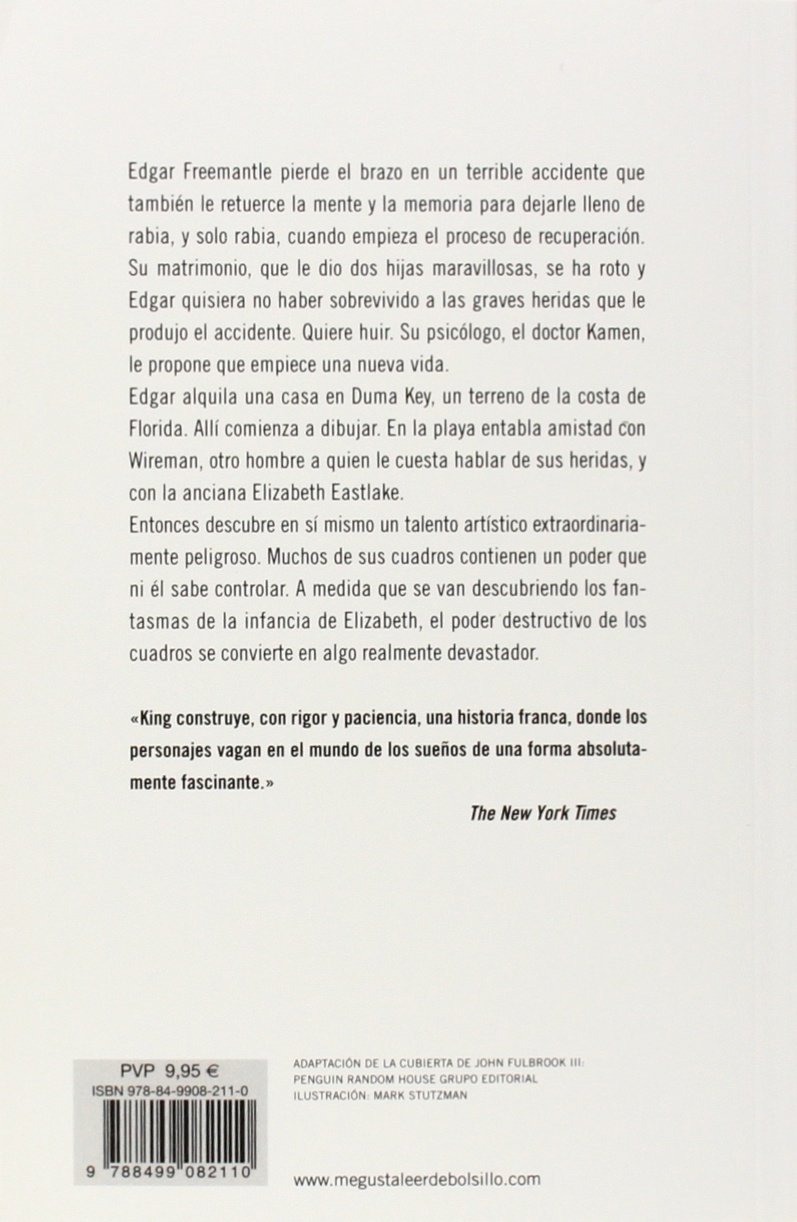 Edgar Freemantle pierde el brazo en un terrible accidente que
también le retuerce la mente y la memoria para dejarle lleno de
rabia, y solo rabia, cuando empieza el proceso de recuperación.
Su matrimonio, que le dio dos hijas maravillosas, se ha roto y
Edgar quisiera no haber sobrevivido a las graves heridas que le
produjo el accidente. Quiere huir. Su psicólogo, el doctor Kamen,
le propone que empiece una nueva vida.
Edgar alquila una casa en Duma Key, un terreno de la costa de
Florida. Allí comienza a dibujar. En la playa entabla amistad con
Wireman, otro hombre a quien le cuesta hablar de sus heridas, y
con la anciana Elizabeth Eastlake.
Entonces descubre en sí mismo un talento artístico extraordinaria-
mente peligroso. Muchos de sus cuadros contienen un poder que
ni él sabe controlar. A medida que se van descubriendo los fan-
tasmas de la infancia de Elizabeth, el poder destructivo de los
cuadros se convierte en algo realmente devastador.
«King construye, con rigor y paciencia, una historia franca, donde los
personajes vagan en el mundo de los sueños de una forma absoluta-
mente fascinante.»
The New York Times
PVP 9,95 €
ISBN 978-84-9908-211-0
9 788499 082110
ADAPTACIÓN DE LA CUBIERTA DE JOHN FULBROOK III:
PENGUIN RANDOM HOUSE GRUPO EDITORIAL
ILUSTRACIÓN: MARK STUTZMAN
www.megustaleerdebolsillo.com